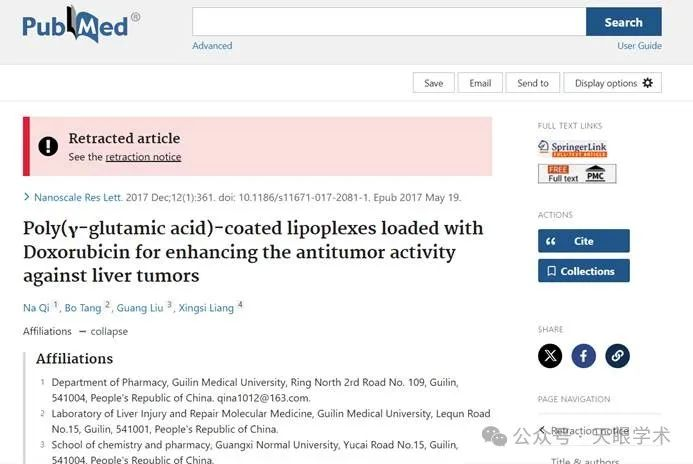 PubMed®
Search
Advanced
User Guide
Save
Email
Send to
Display options
Retracted article
See the retraction notice
FULL TEXT LINKS
SpringerLink
FULL-TEXT ARTICLE
FREE
Full text
PMC
Nanoscale Res Lett. 2017 Dec;12(1):361. doi: 10.1186/s11671-017-2081-1. Epub 2017 May 19.
Poly(γ-glutamic acid)-coated lipoplexes loaded with
Doxorubicin for enhancing the antitumor activity
against liver tumors
Na Qi 1, Bo Tang 2, Guang Liu 3, Xingsi Liang 4
Affiliations − collapse
ACTIONS
Cite
Collections
SHARE
Affiliations
1 Department of Pharmacy, Guilin Medical University, Ring North 2rd Road No. 109, Guilin,
541004, People's Republic of China. qina1012@163.com.
2 Laboratory of Liver Injury and Repair Molecular Medicine, Guilin Medical University, Lequn Road
No.15, Guilin, 541001, People's Republic of China.
3 School of chemistry and pharmacy, Guangxi Normal University, Yucai Road No.15, Guilin,
541004, People's Republic of China.
PAGE NAVIGATION
Retraction notice
Title & authors
公众号 · 天眼学术